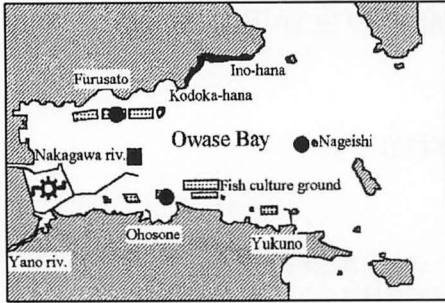 Ino-hana
Furusato
Kodoka-hana
Owase Bay
Nageishi
Nakagawa riv.
Fish culture ground
Ohosone
Yukuno
Yano riv.